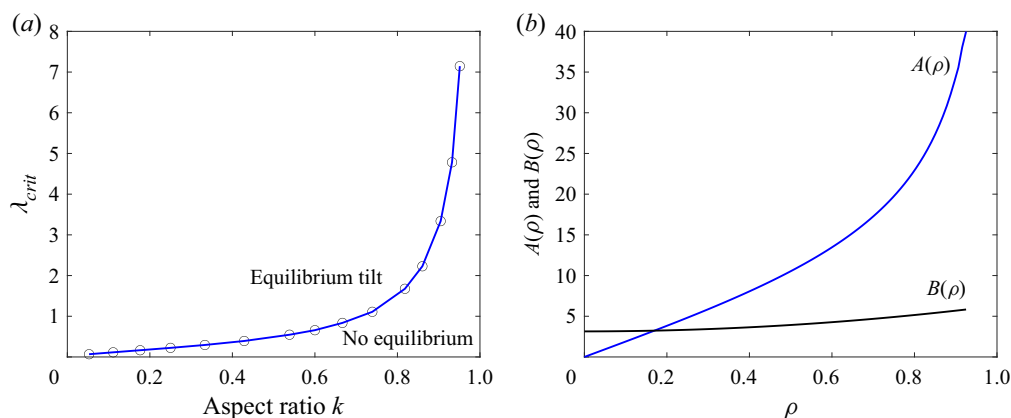 (a)
8
7
6
5
4
3
2
1
0
0.2
0.4
0.6
0.8
1.0
λcrit
Aspect ratio k
Equilibrium tilt
No equilibrium
(b)
40
35
30
25
20
15
10
5
0
0.2
0.4
0.6
0.8
1.0
A(ρ) and B(ρ)
ρ
A(ρ)
B(ρ)